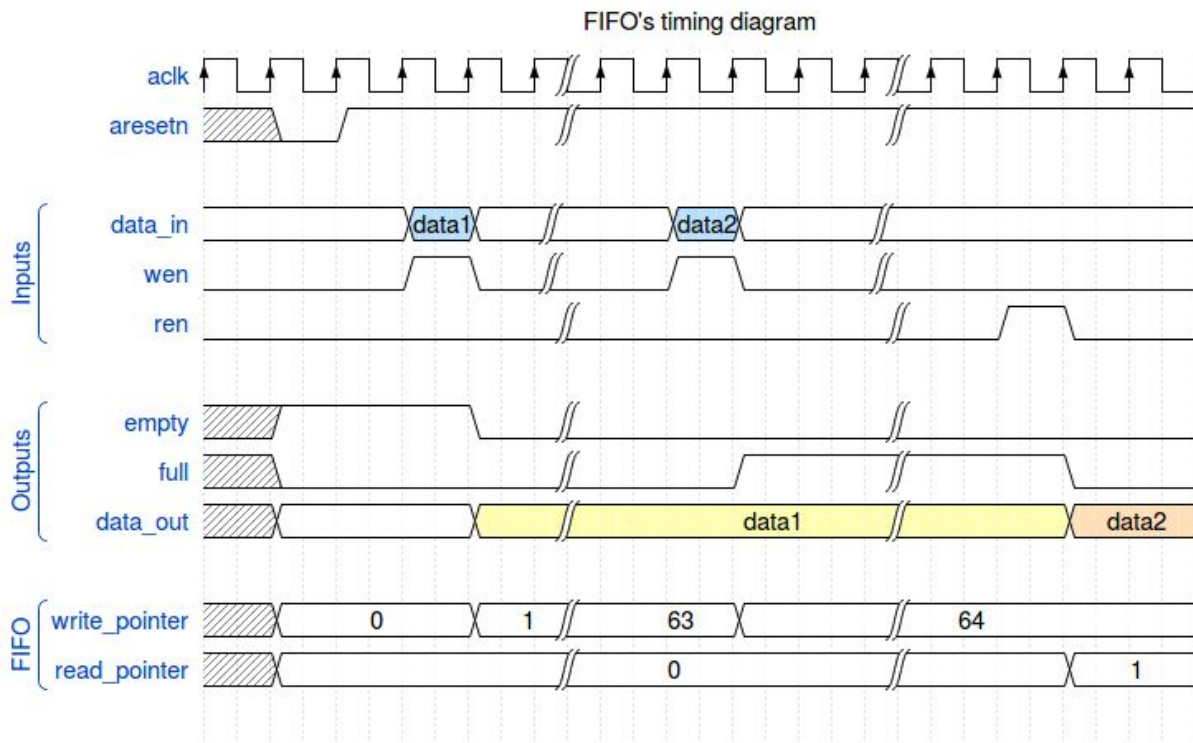 FIFO's timing diagram
aclk
aresetn
Inputs
data_in data1 data2
wen
ren
Outputs
empty
full
data_out data1 data2
FIFO
write_pointer 0 1 63 64
read_pointer 0 1